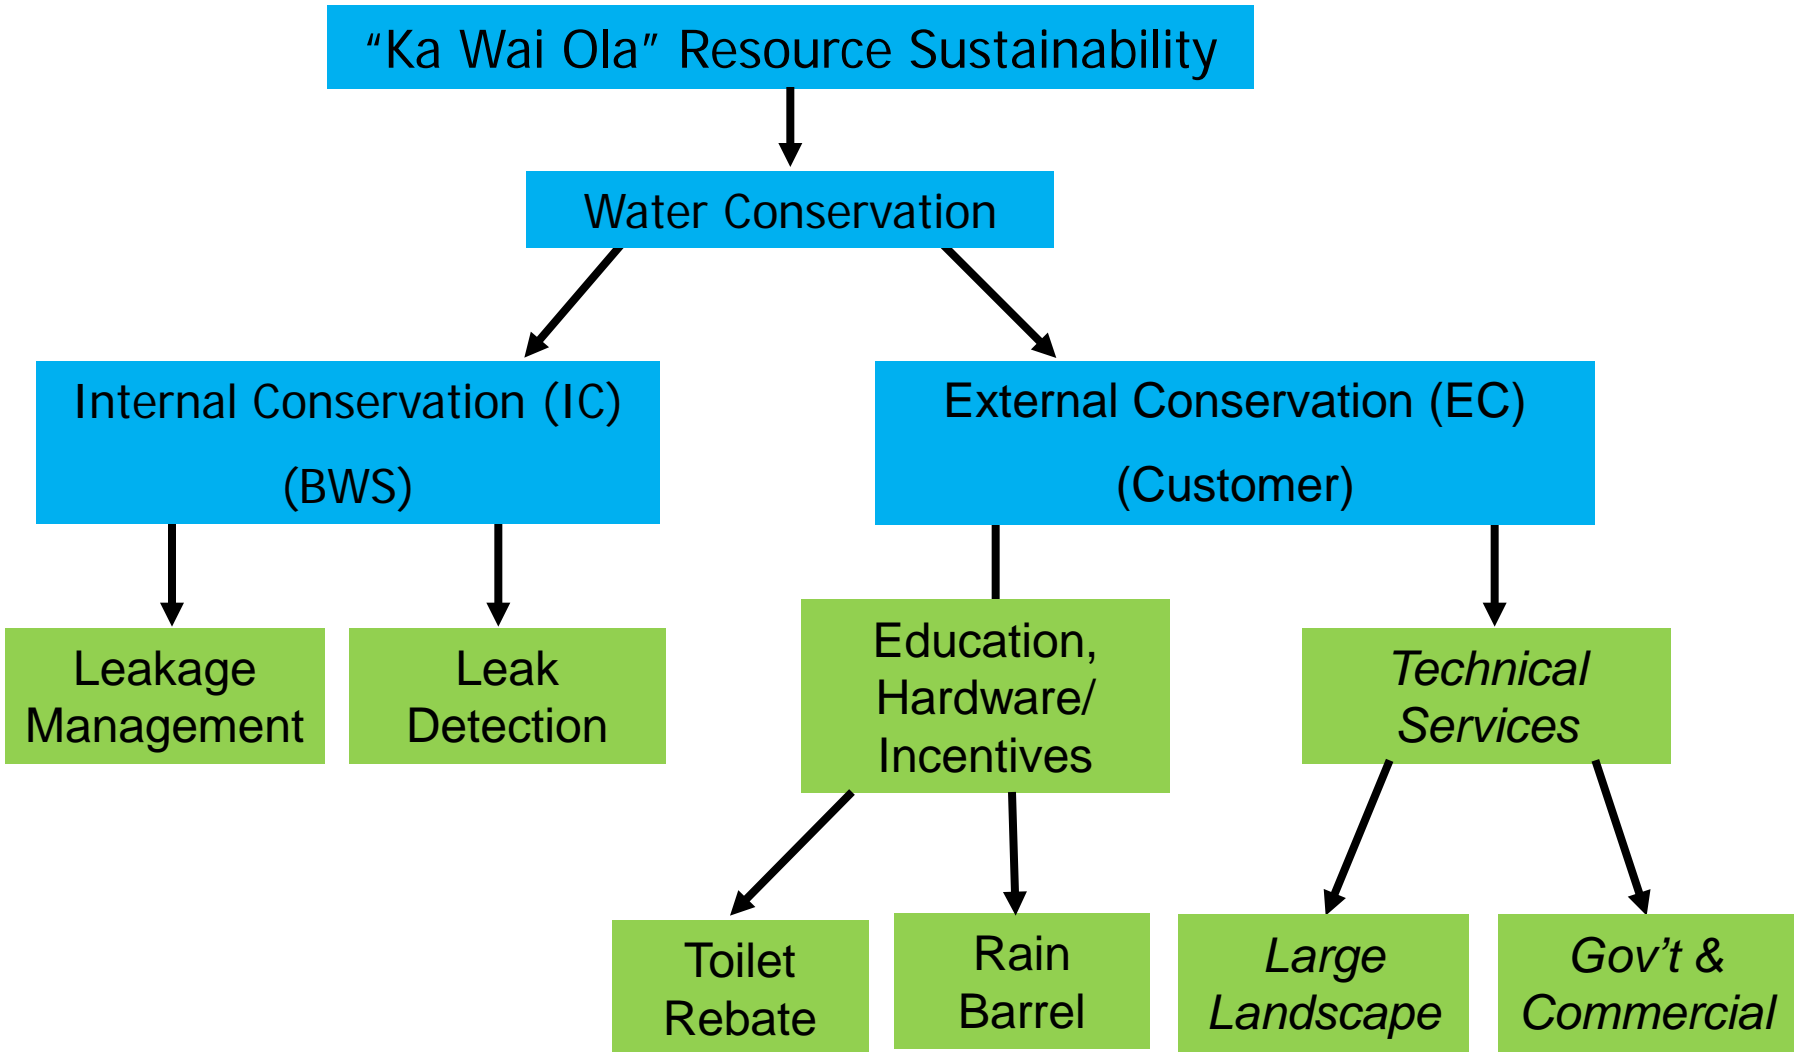 “Ka Wai Ola” Resource Sustainability
Water Conservation
Internal Conservation (IC)
(BWS)
External Conservation (EC)
(Customer)
Leakage
Management
Leak
Detection
Education,
Hardware/
Incentives
Technical
Services
Toilet
Rebate
Rain
Barrel
Large
Landscape
Gov’t &
Commercial